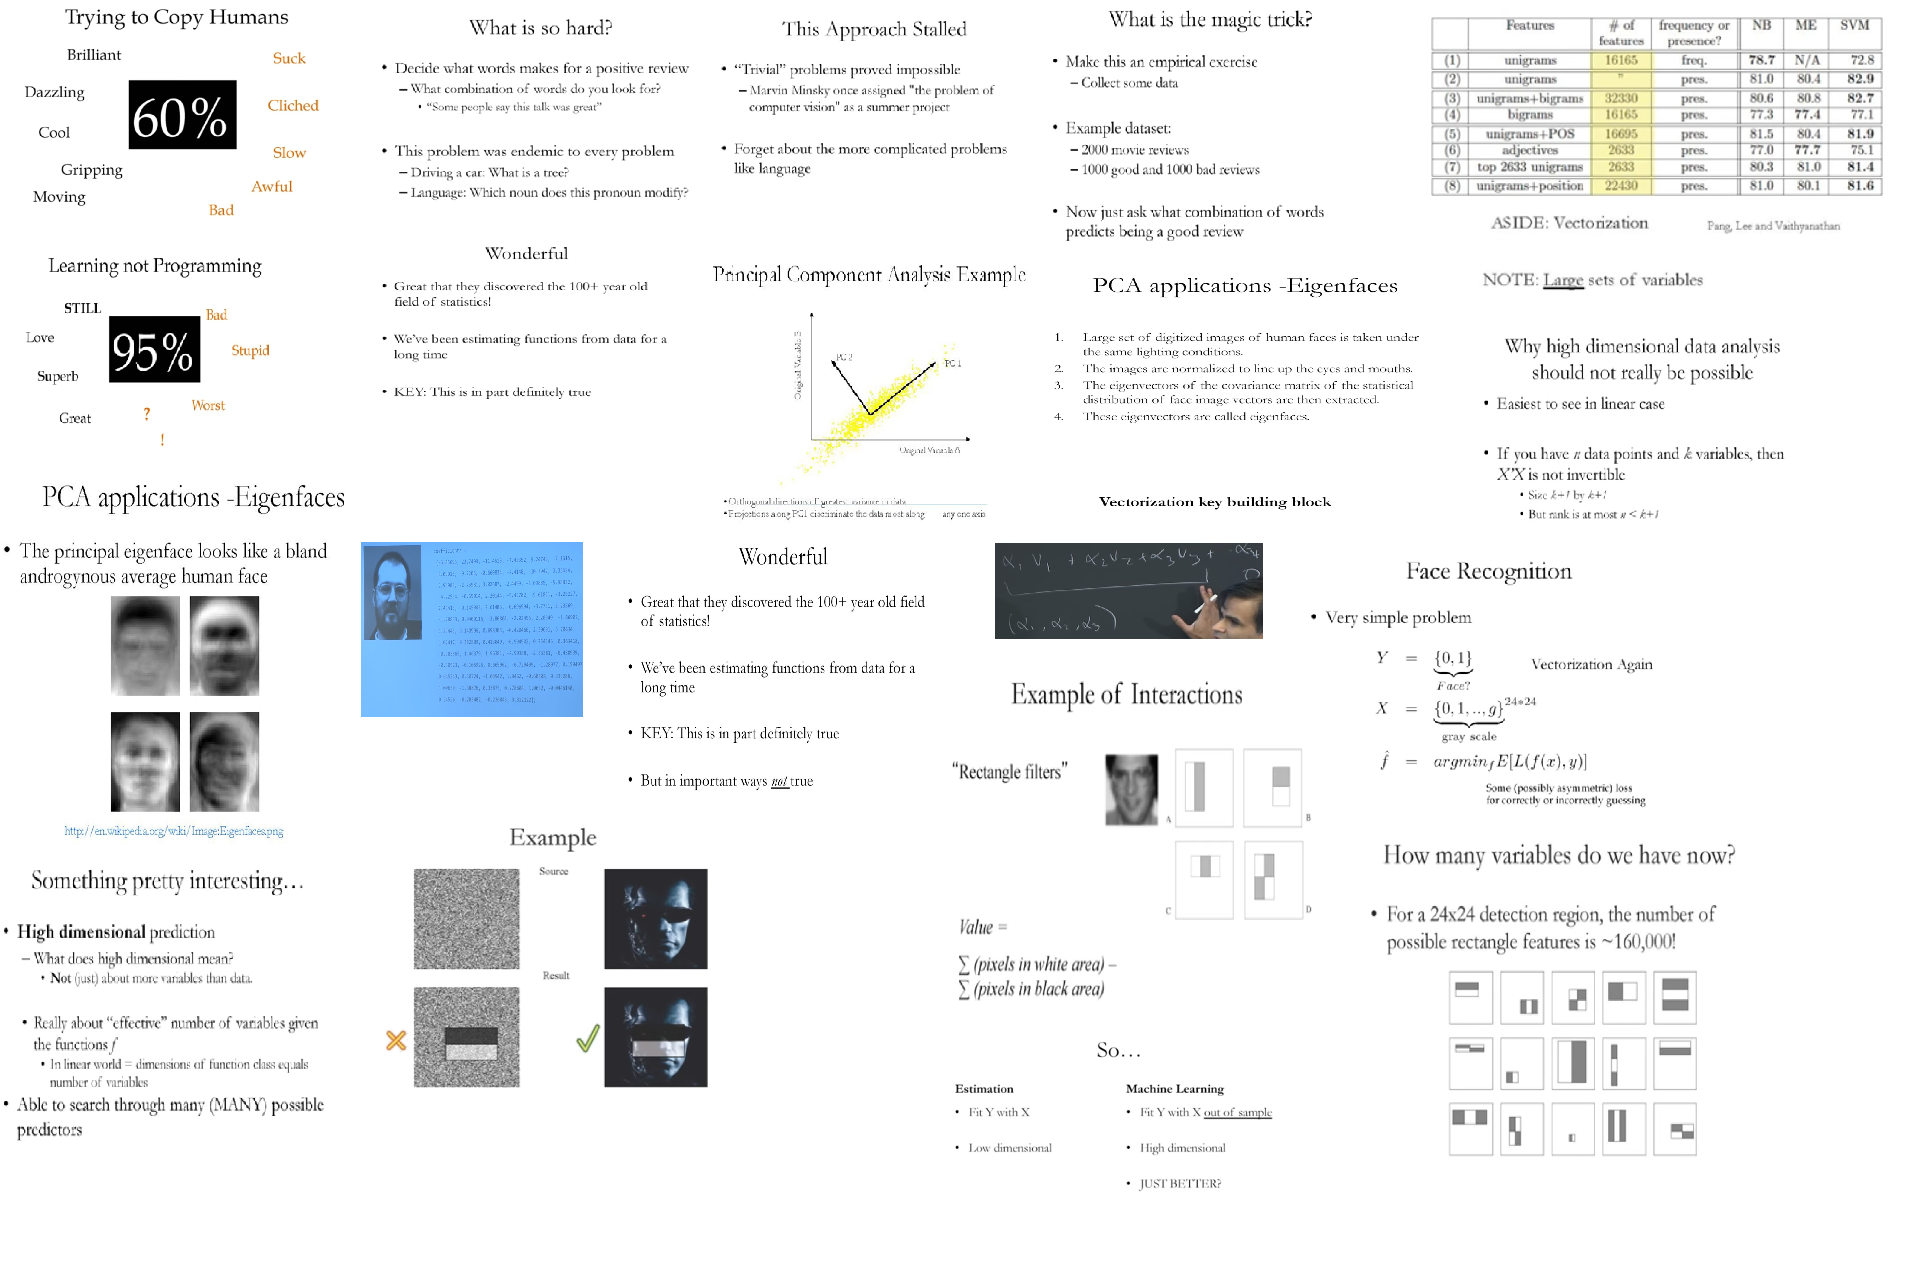 Trying to Copy Humans
Brilliant
Suck
Dazzling
60%
Cliched
Cool
Slow
Gripping
Awful
Moving
Bad
What is so hard?
• Decide what words makes for a positive review
– What combination of words do you look for?
• "Some people say this talk was great"
• This problem was endemic to every problem
– Driving a car: What is a tree?
– Language: Which noun does this pronoun modify?
This Approach Stalled
• "Trivial" problems proved impossible
– Marvin Minsky once assigned "the problem of
computer vision" as a summer project
• Forget about the more complicated problems
like language
What is the magic trick?
• Make this an empirical exercise
– Collect some data
• Example dataset:
– 2000 movie reviews
– 1000 good and 1000 bad reviews
• Now just ask what combination of words
predicts being a good review
Features # of features frequency or presence? NB ME SVM
(1) unigrams 16165 freq. 78.7 N/A 72.8
(2) unigrams " pres. 81.0 80.4 82.9
(3) unigrams+bigrams 32330 pres. 80.6 80.8 82.7
(4) bigrams 16165 pres. 77.3 77.4 77.1
(5) unigrams+POS 16695 pres. 81.5 80.4 81.9
(6) adjectives 2633 pres. 77.0 77.7 75.1
(7) top 2633 unigrams 2633 pres. 80.3 81.0 81.4
(8) unigrams+position 22430 pres. 81.0 80.1 81.6
ASIDE: Vectorization
Pang, Lee and Vaithyanathan
Learning not Programming
STILL
Bad
Love
95%
Stupid
Superb
Worst
Great
?
!
Wonderful
• Great that they discovered the 100+ year old
field of statistics!
• We've been estimating functions from data for a
long time
• KEY: This is in part definitely true
Principal Component Analysis Example
Original Variable B
PC 2
PC 1
Original Variable A
• Orthogonal directions of greatest variance in data
• Projections along PC1 discriminate the data most along any one axis
PCA applications -Eigenfaces
1. Large set of digitized images of human faces is taken under
the same lighting conditions.
2. The images are normalized to line up the eyes and mouths.
3. The eigenvectors of the covariance matrix of the statistical
distribution of face image vectors are then extracted.
4. These eigenvectors are called eigenfaces.
Vectorization key building block
NOTE: Large sets of variables
Why high dimensional data analysis
should not really be possible
• Easiest to see in linear case
• If you have n data points and k variables, then
X'X is not invertible
• Size k+1 by k+1
• But rank is at most n < k+1
PCA applications -Eigenfaces
• The principal eigenface looks like a bland
androgynous average human face
http://en.wikipedia.org/wiki/Image:Eigenfaces.png
Wonderful
• Great that they discovered the 100+ year old field
of statistics!
• We've been estimating functions from data for a
long time
• KEY: This is in part definitely true
• But in important ways not true
α₁ V₁ + α₂V₂ + α₃V₃ +
(α₁, α₂, α₃)
Example of Interactions
"Rectangle filters"
A
B
C
D
Value =
∑ (pixels in white area) –
∑ (pixels in black area)
Face Recognition
• Very simple problem
Y = {0,1}
Face?
Vectorization Again
X = {0,1,..,g}^24*24
gray scale
f̂ = argmin_f E[L(f(x), y)]
Some (possibly asymmetric) loss
for correctly or incorrectly guessing
Something pretty interesting…
• High dimensional prediction
– What does high dimensional mean?
• Not (just) about more variables than data.
• Really about "effective" number of variables given
the functions f
• In linear world = dimensions of function class equals
number of variables
• Able to search through many (MANY) possible
predictors
Example
Source
Result
So…
Estimation
• Fit Y with X
• Low dimensional
Machine Learning
• Fit Y with X out of sample
• High dimensional
• JUST BETTER?
How many variables do we have now?
• For a 24x24 detection region, the number of
possible rectangle features is ~160,000!